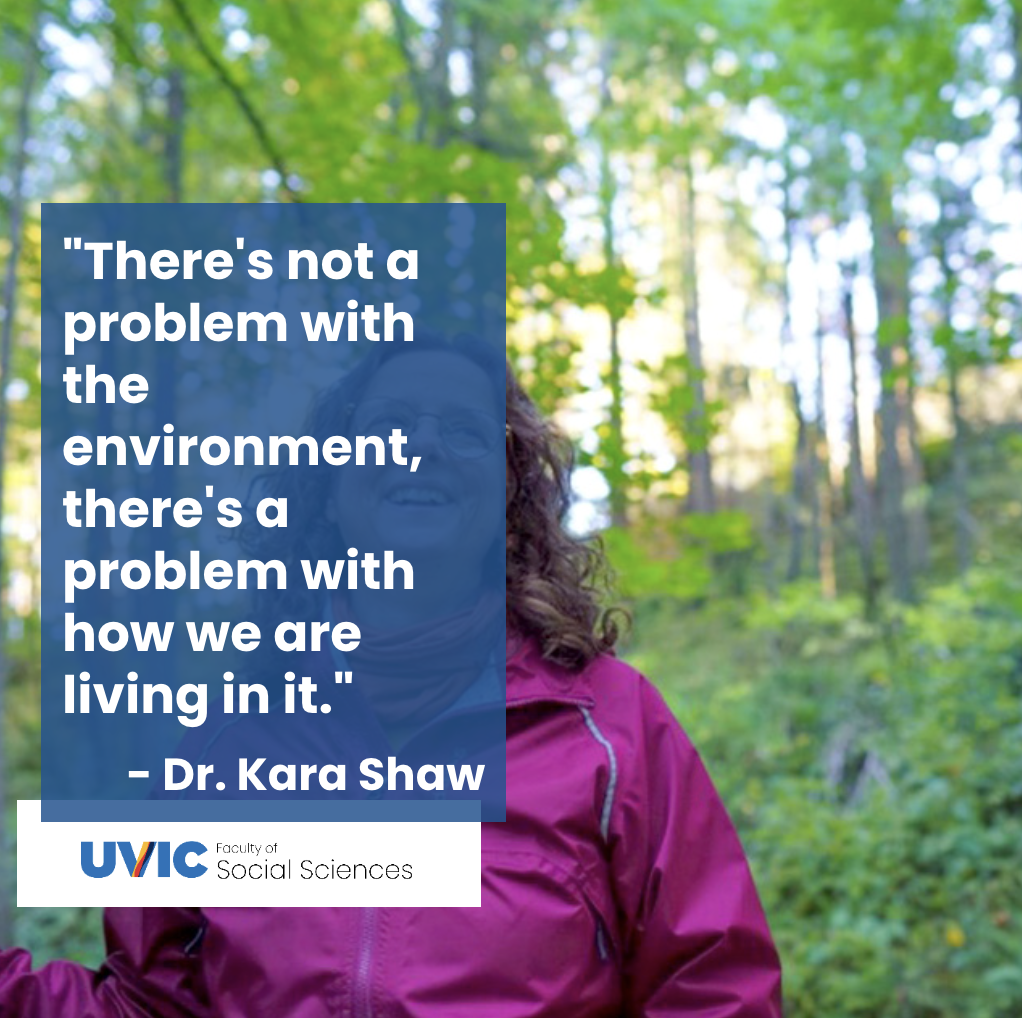 "There's not a
problem with
the
environment,
there's a
problem with
how we are
living in it."
- Dr. Kara Shaw
UVIC Faculty of
Social Sciences